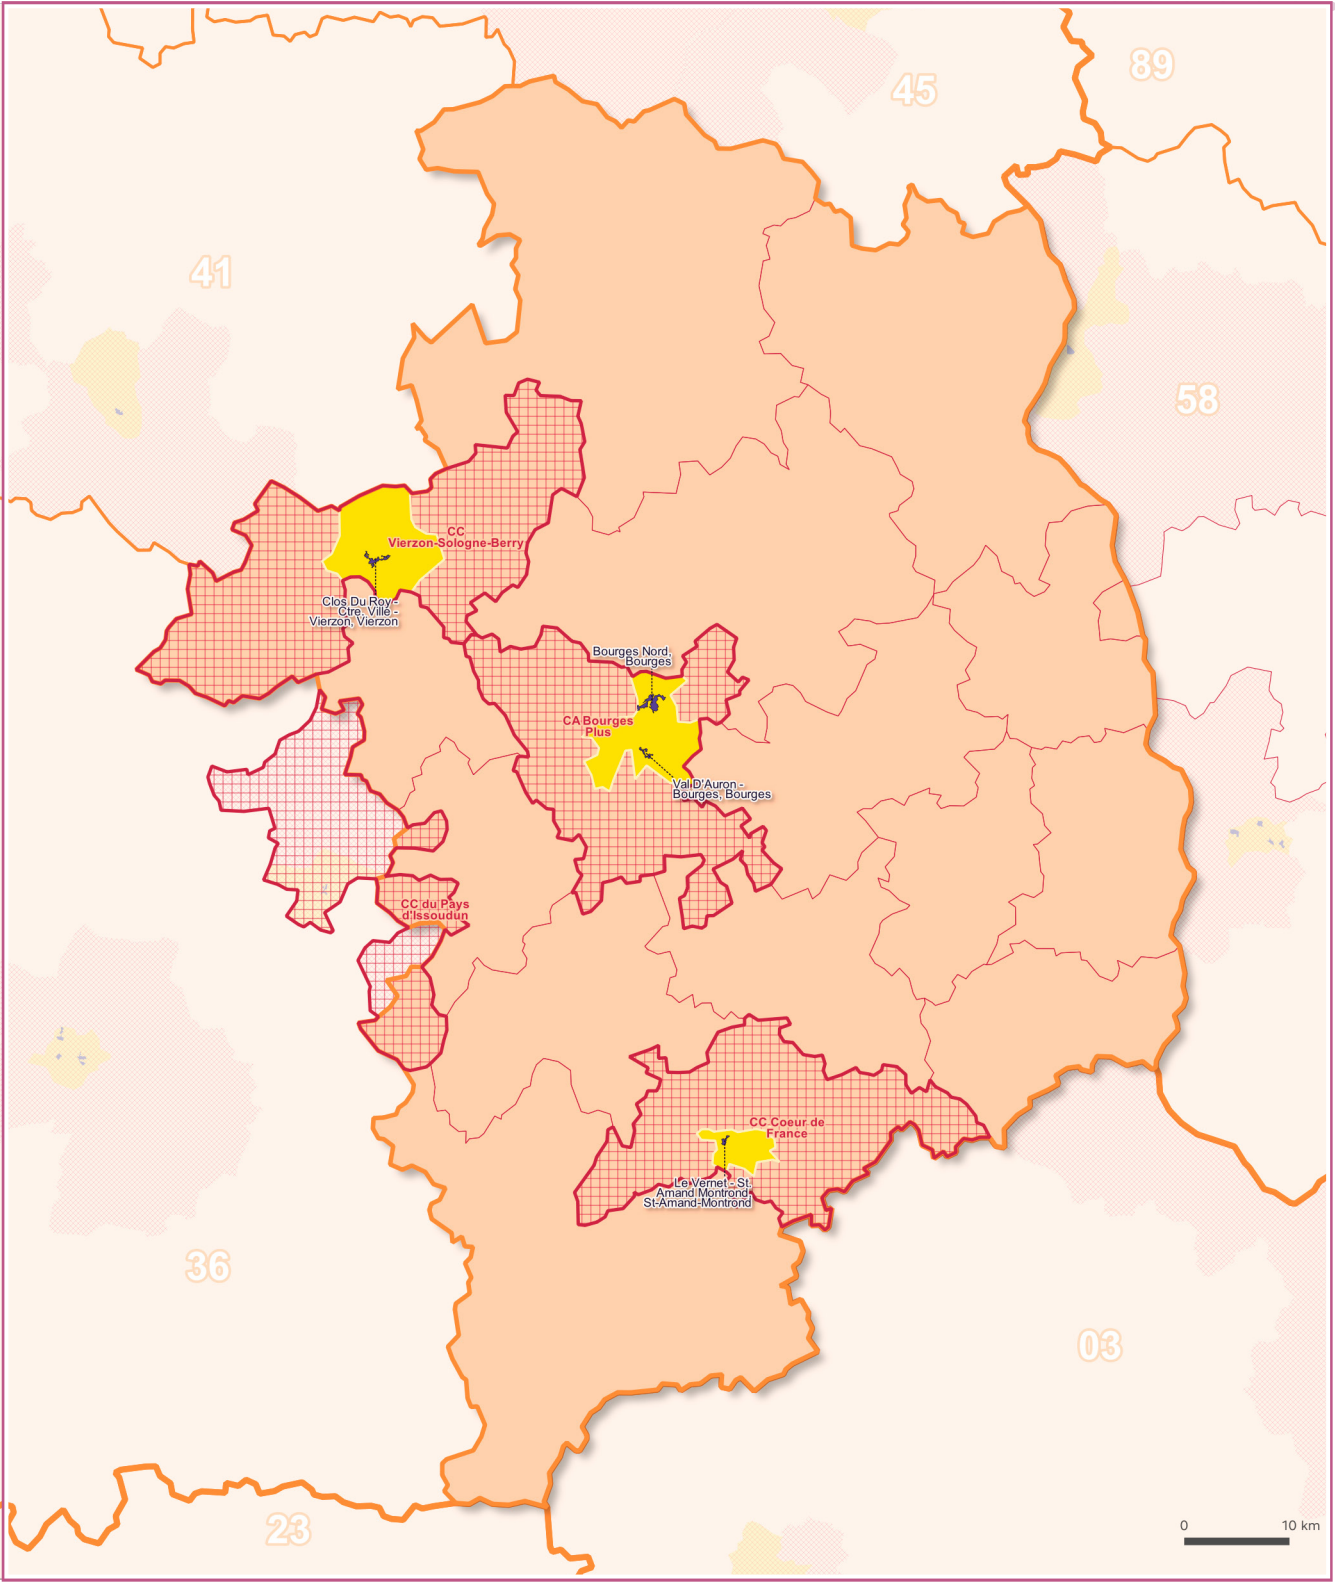 89
45
41
58
CC
Vierzon-Sologne-Berry
Clos Du Roy -
Ctre. Ville -
Vierzon, Vierzon
Bourges Nord,
Bourges
CA Bourges
Plus
Val D'Auron -
Bourges, Bourges
CC du Pays
d'Issoudun
CC Coeur de
France
Le Vernet - St.
Amand Montrond,
St-Amand-Montrond
36
03
23
0 10 km